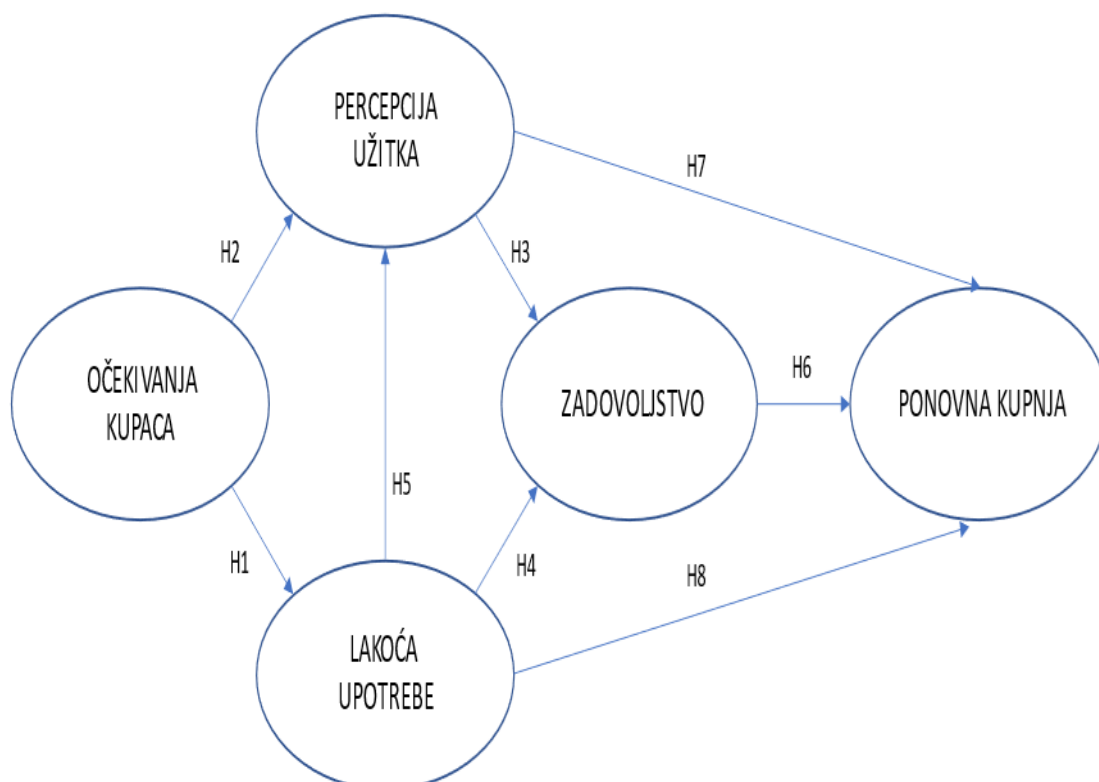 PERCEPCIJA
UŽITKA
H7
H2
H3
OČEKIVANJA
KUPACA
ZADOVOLJSTVO
H6
PONOVNA KUPNJA
H5
H1
H4
H8
LAKOĆA
UPOTREBE